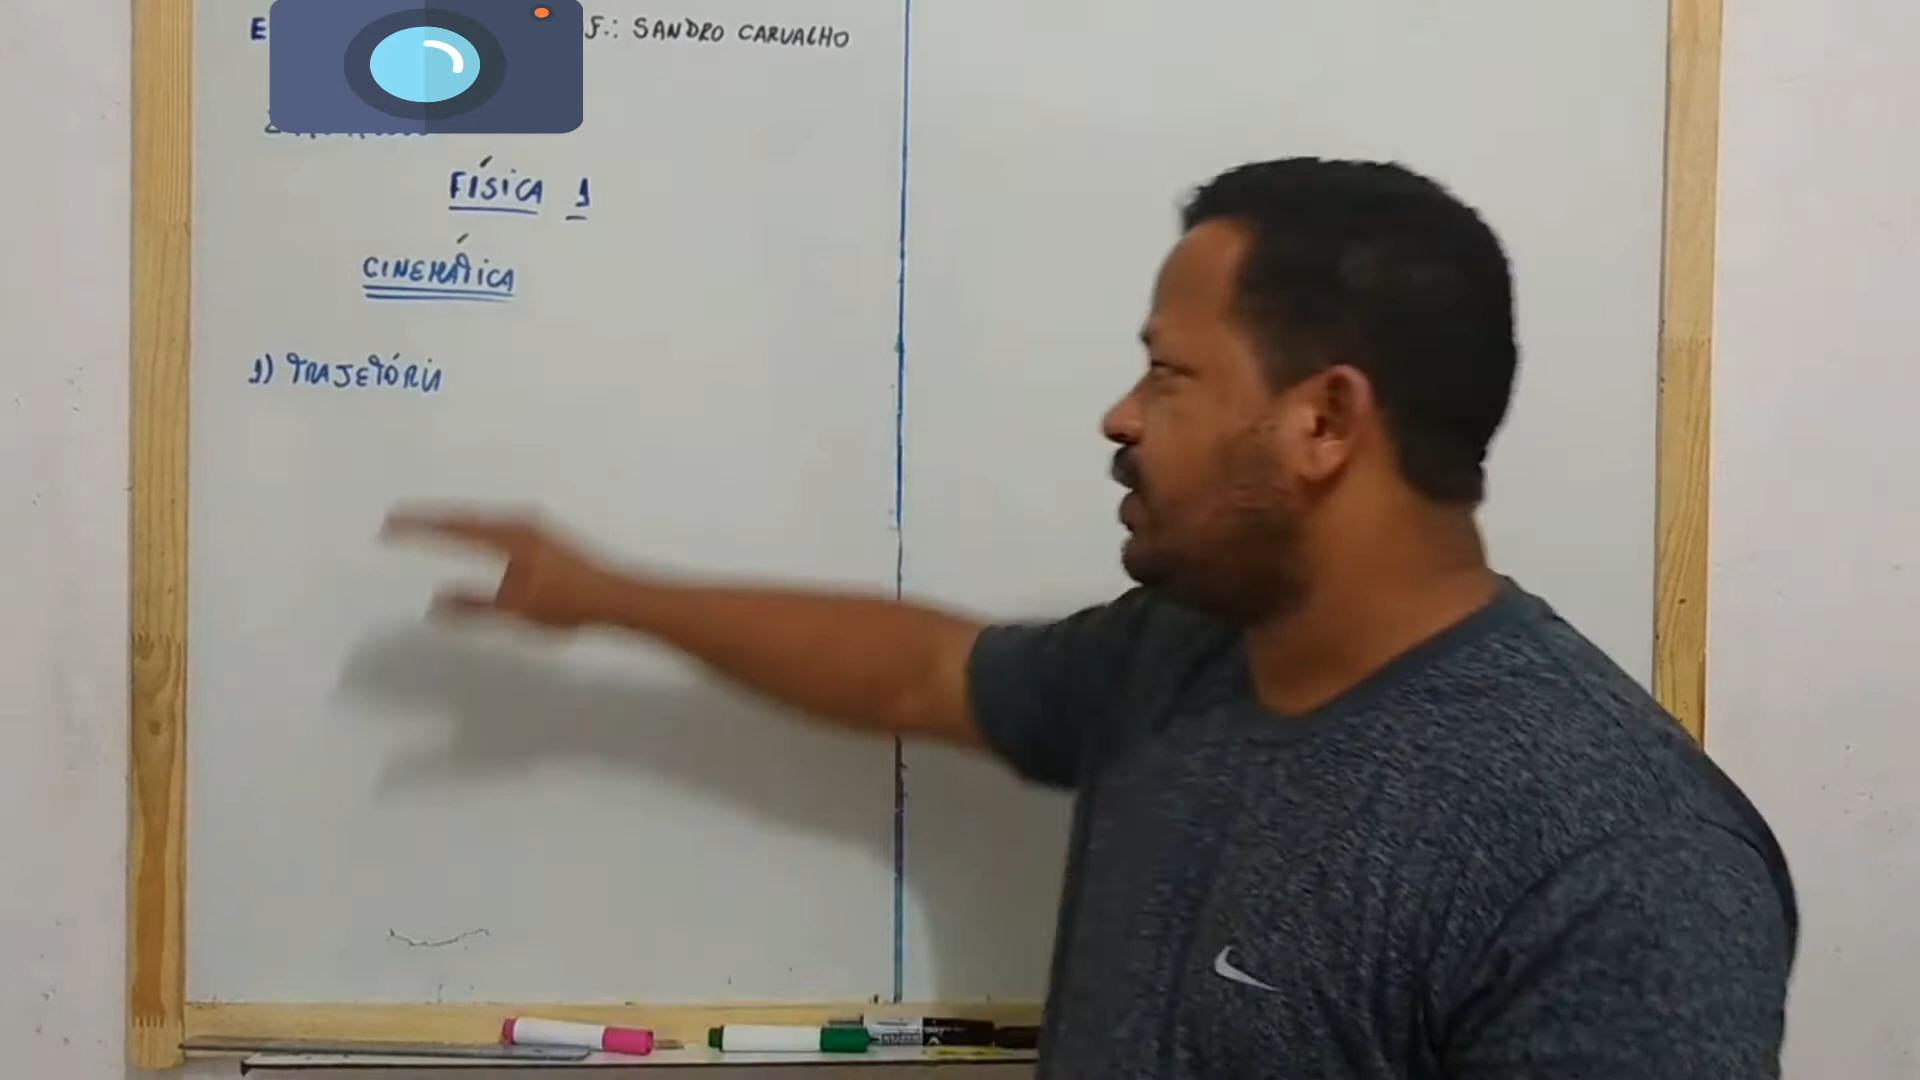 E F.: SANDRO CARVALHO
FÍSICA 1
CINEMÁTICA
1) TRAJETÓRIA